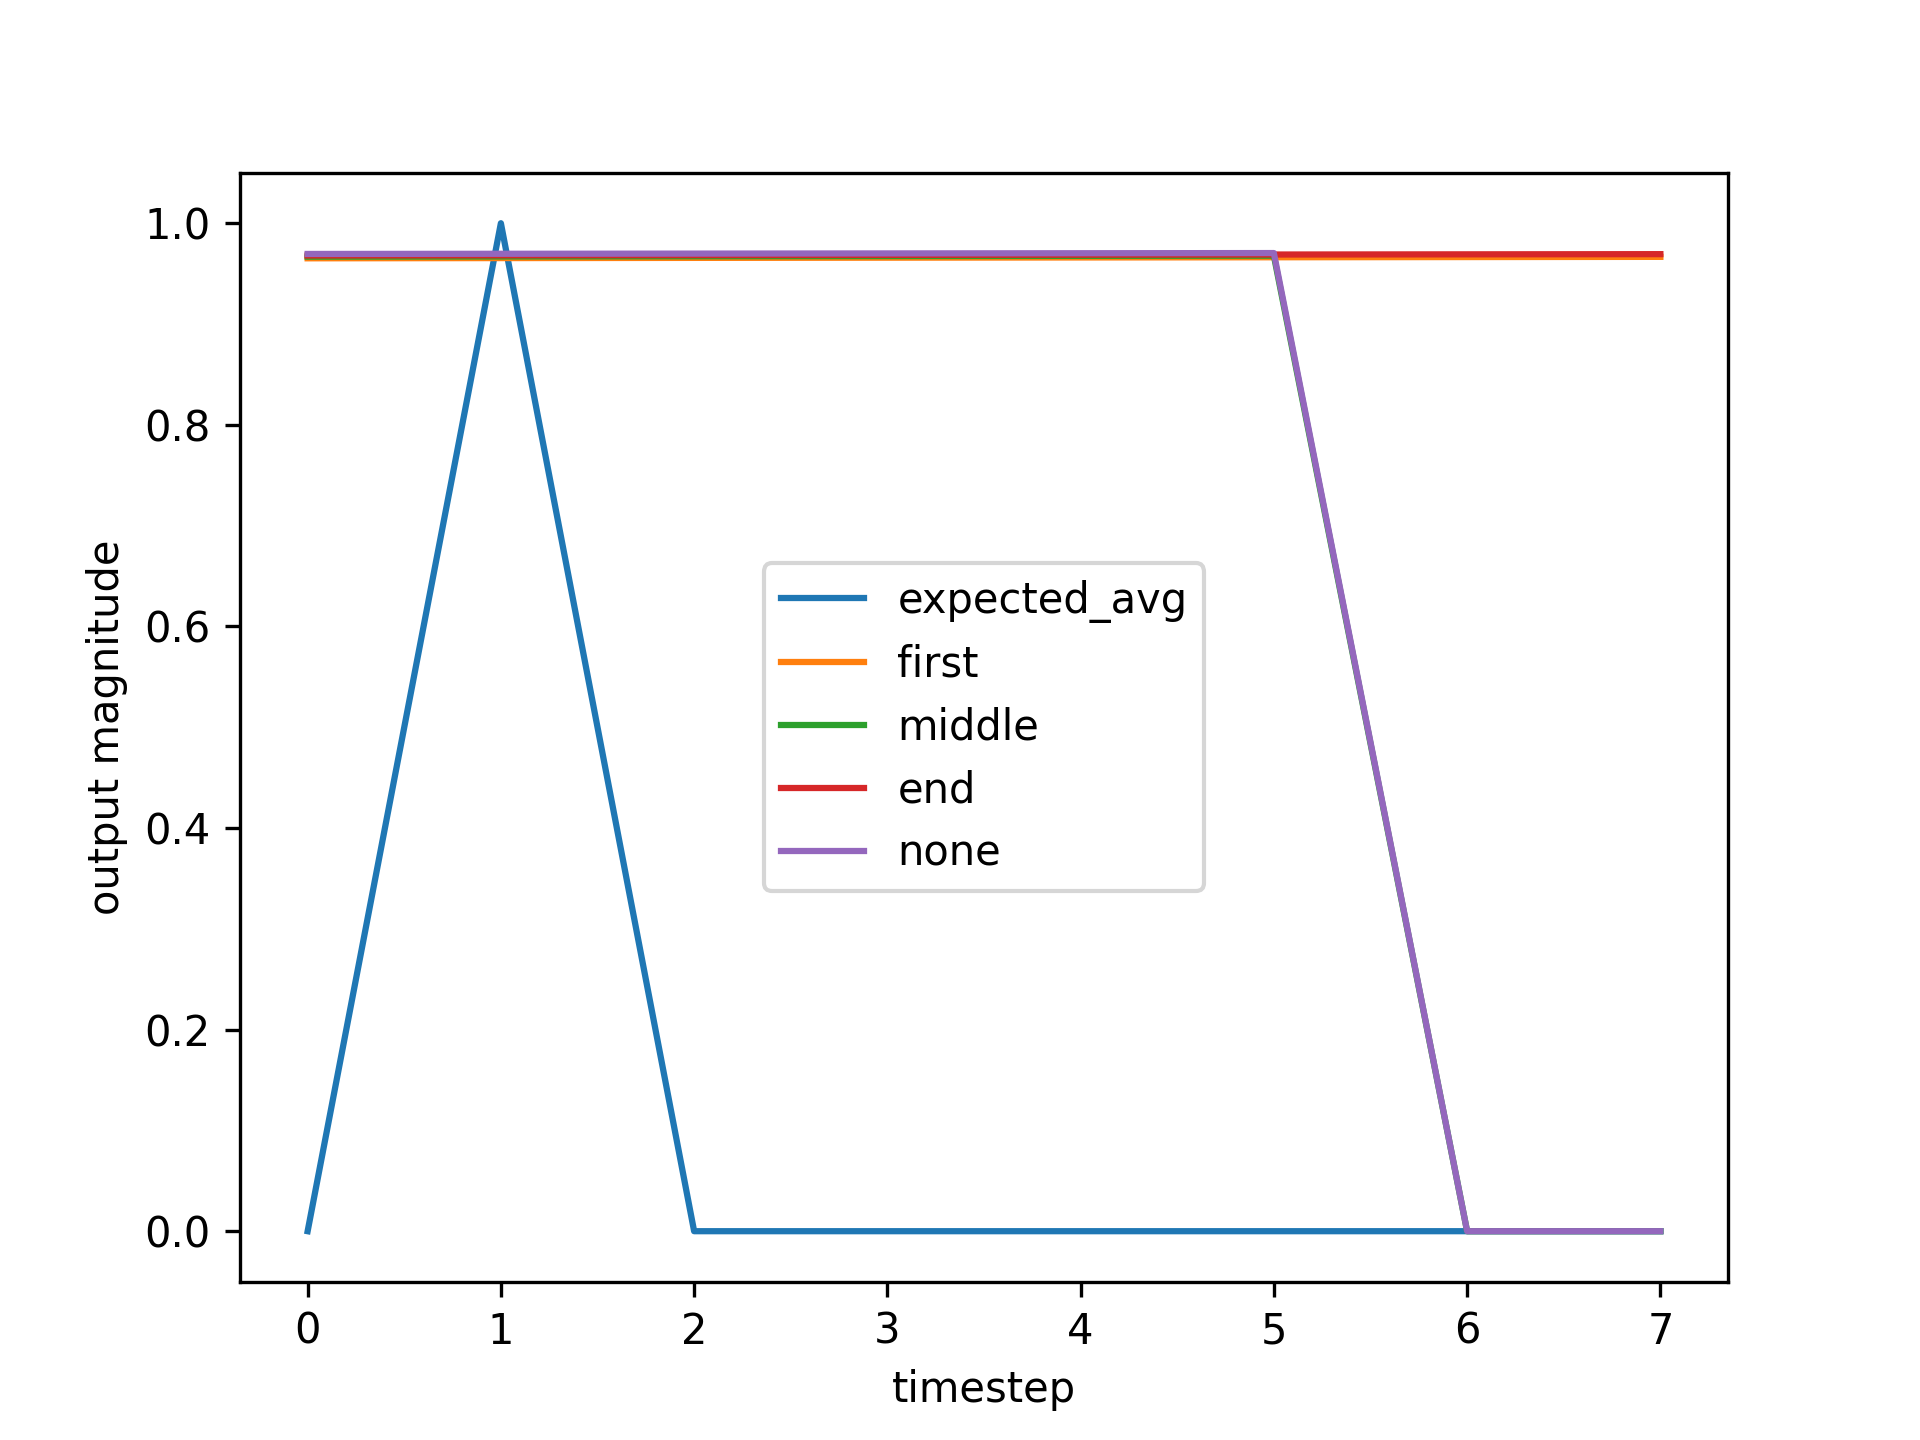 1.0
0.8
0.6
0.4
0.2
0.0
output magnitude
expected_avg
first
middle
end
none
0 1 2 3 4 5 6 7
timestep